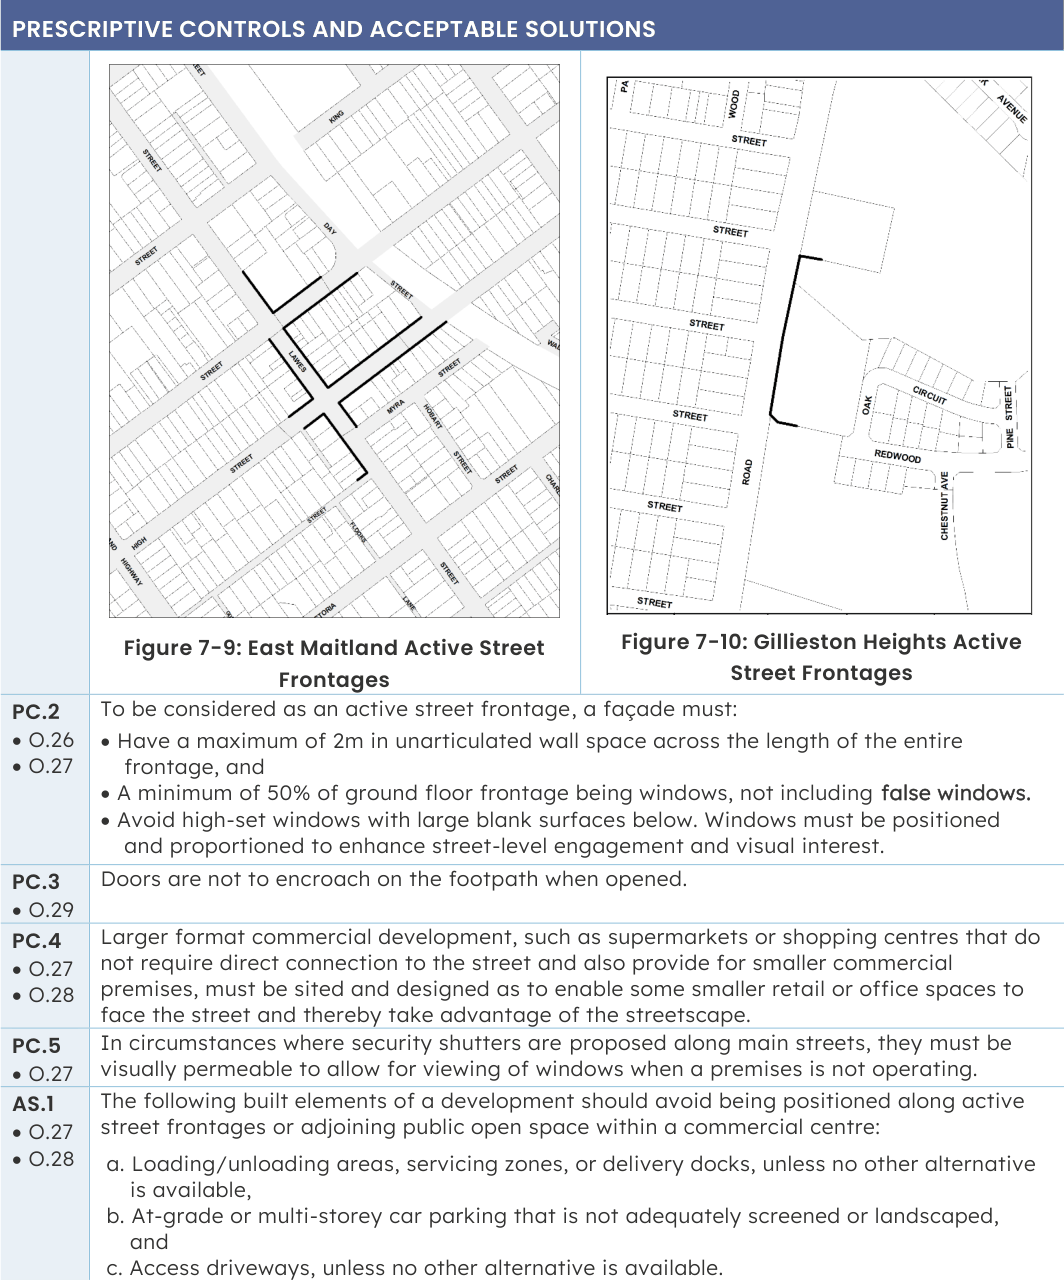 PRESCRIPTIVE CONTROLS AND ACCEPTABLE SOLUTIONS
STREET
KING
STREET
DAY
STREET
STREET
LAWES
STREET
STREET
MYRA
HOBART
STREET
STREET
STREET
STREET
HIGH
HIGHWAY
STREET
LANE
PA
WOOD
AVENUE
STREET
STREET
STREET
CIRCUIT
OAK
STREET
PINE STREET
REDWOOD
ROAD
CHESTNUT AVE
STREET
STREET
Figure 7-9: East Maitland Active Street
Frontages
Figure 7-10: Gillieston Heights Active
Street Frontages
PC.2
• O.26
• O.27
To be considered as an active street frontage, a façade must:
• Have a maximum of 2m in unarticulated wall space across the length of the entire
frontage, and
• A minimum of 50% of ground floor frontage being windows, not including false windows.
• Avoid high-set windows with large blank surfaces below. Windows must be positioned
and proportioned to enhance street-level engagement and visual interest.
PC.3
• O.29
Doors are not to encroach on the footpath when opened.
PC.4
• O.27
• O.28
Larger format commercial development, such as supermarkets or shopping centres that do
not require direct connection to the street and also provide for smaller commercial
premises, must be sited and designed as to enable some smaller retail or office spaces to
face the street and thereby take advantage of the streetscape.
PC.5
• O.27
In circumstances where security shutters are proposed along main streets, they must be
visually permeable to allow for viewing of windows when a premises is not operating.
AS.1
• O.27
• O.28
The following built elements of a development should avoid being positioned along active
street frontages or adjoining public open space within a commercial centre:
a. Loading/unloading areas, servicing zones, or delivery docks, unless no other alternative
is available,
b. At-grade or multi-storey car parking that is not adequately screened or landscaped,
and
c. Access driveways, unless no other alternative is available.